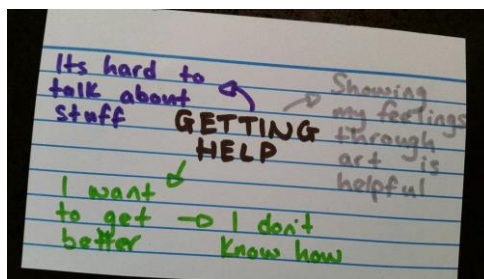 Its hard to
talk about
stuff
GETTING
HELP
Showing
my feelings
through
art is
helpful
I want
to get
better
I don't
know how